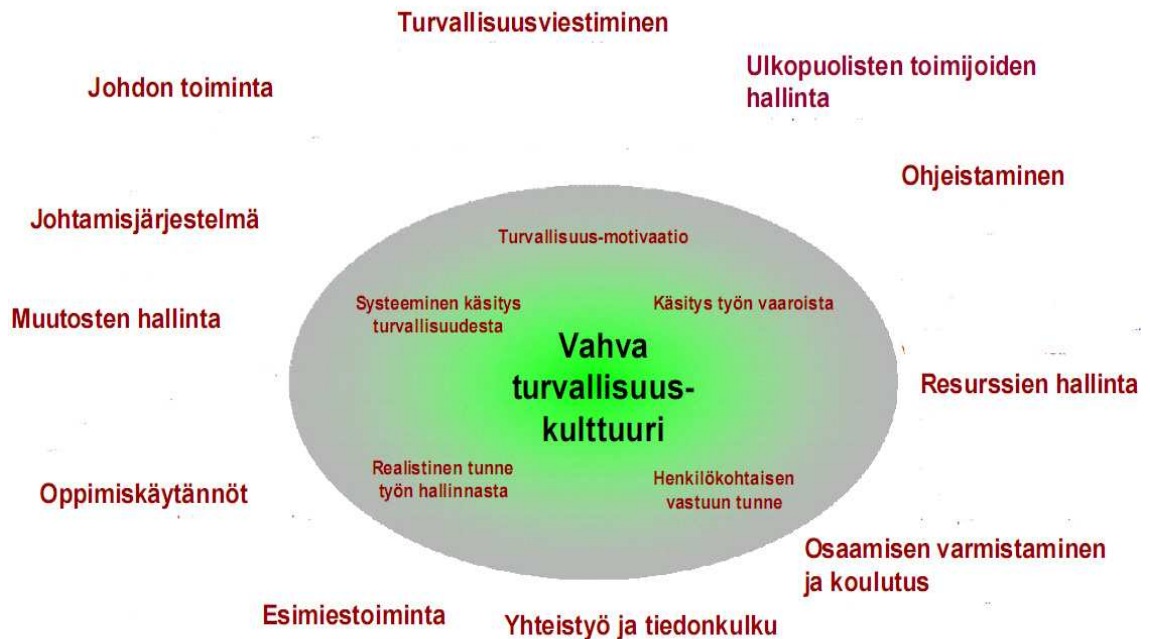 Turvallisuusviestiminen
Ulkopuolisten toimijoiden
hallinta
Johdon toiminta
Ohjeistaminen
Johtamisjärjestelmä
Turvallisuus-motivaatio
Muutosten hallinta
Systeeminen käsitys
turvallisuudesta
Käsitys työn vaaroista
Vahva
turvallisuus-
kulttuuri
Resurssien hallinta
Realistinen tunne
työn hallinnasta
Henkilökohtaisen
vastuun tunne
Oppimiskäytännöt
Osaamisen varmistaminen
ja koulutus
Esimiestoiminta
Yhteistyö ja tiedonkulku